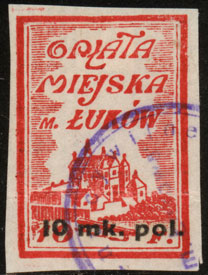 OPŁATA
MIEJSKA
M. ŁUKÓW
10 mk. pol.